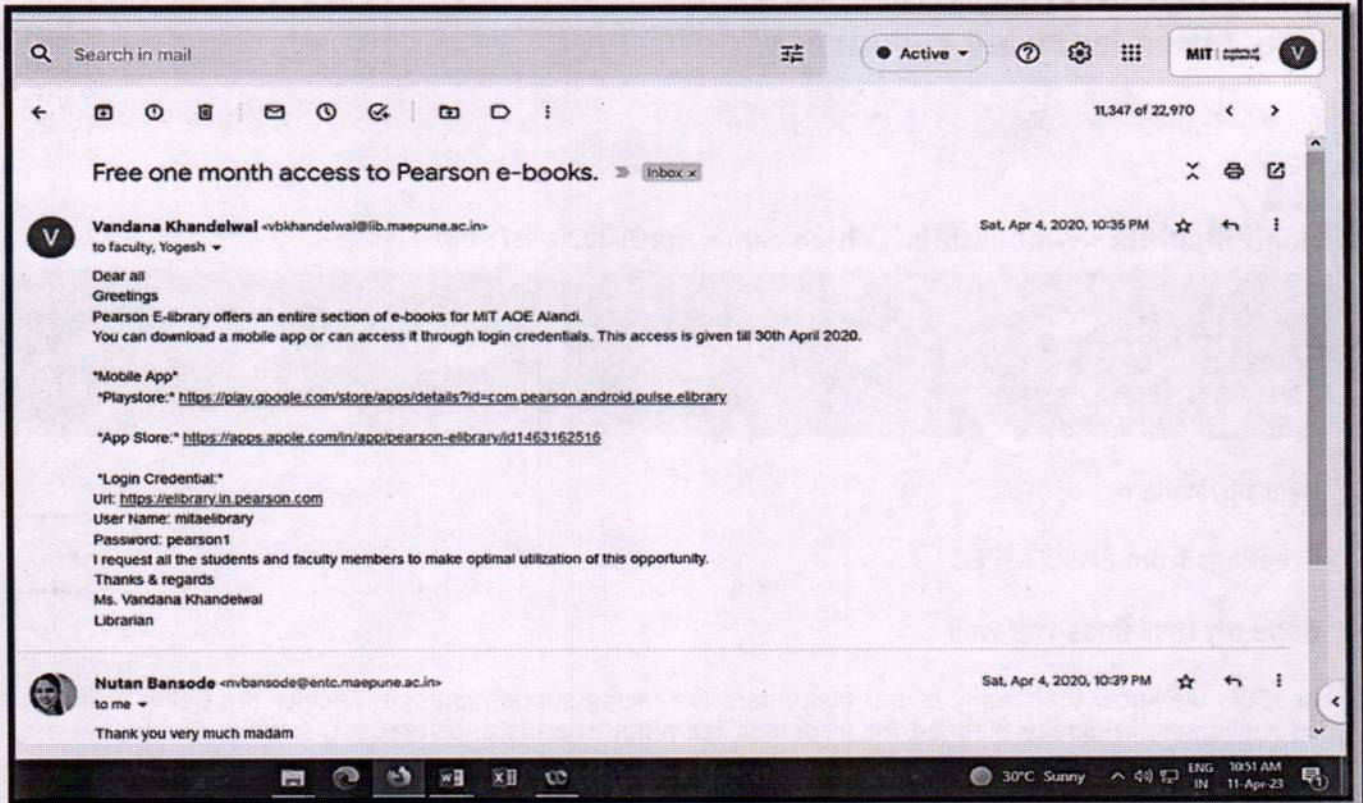 Search in mail
Active
MIT
V
11,347 of 22,970
Free one month access to Pearson e-books.
Inbox x
V
Vandana Khandelwal <vbkhandelwal@lib.maepune.ac.in>
Sat, Apr 4, 2020, 10:35 PM
to faculty, Yogesh
Dear all
Greetings
Pearson E-library offers an entire section of e-books for MIT AOE Alandi.
You can download a mobile app or can access it through login credentials. This access is given till 30th April 2020.
*Mobile App*
*Playstore:* https://play.google.com/store/apps/details?id=com.pearson.android.pulse.elibrary
*App Store:* https://apps.apple.com/in/app/pearson-elibrary/id1463162516
*Login Credential:*
Url: https://elibrary.in.pearson.com
User Name: mitaelibrary
Password: pearson1
I request all the students and faculty members to make optimal utilization of this opportunity.
Thanks & regards
Ms. Vandana Khandelwal
Librarian
Nutan Bansode <nvbansode@entc.maepune.ac.in>
Sat, Apr 4, 2020, 10:39 PM
to me
Thank you very much madam
30°C Sunny
ENG
IN
10:51 AM
11-Apr-23